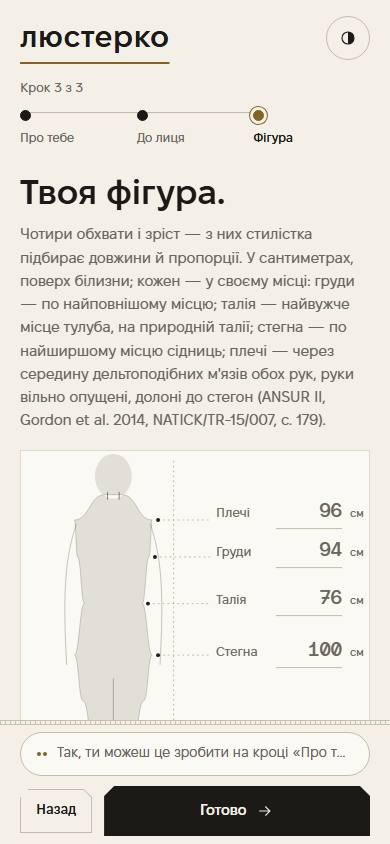 люстерко
Крок 3 з 3
Про тебе
До лиця
Фігура
Твоя фігура.
Чотири обхвати і зріст — з них стилістка
підбирає довжини й пропорції. У сантиметрах,
поверх білизни; кожен — у своєму місці: груди
— по найповнішому місцю; талія — найвужче
місце тулуба, на природній талії; стегна — по
найширшому місцю сідниць; плечі — через
середину дельтоподібних м'язів обох рук, руки
вільно опущені, долоні до стегон (ANSUR II,
Gordon et al. 2014, NATICK/TR-15/007, с. 179).
Плечі 96 см
Груди 94 см
Талія 76 см
Стегна 100 см
Так, ти можеш це зробити на кроці «Про т...
Назад
Готово →